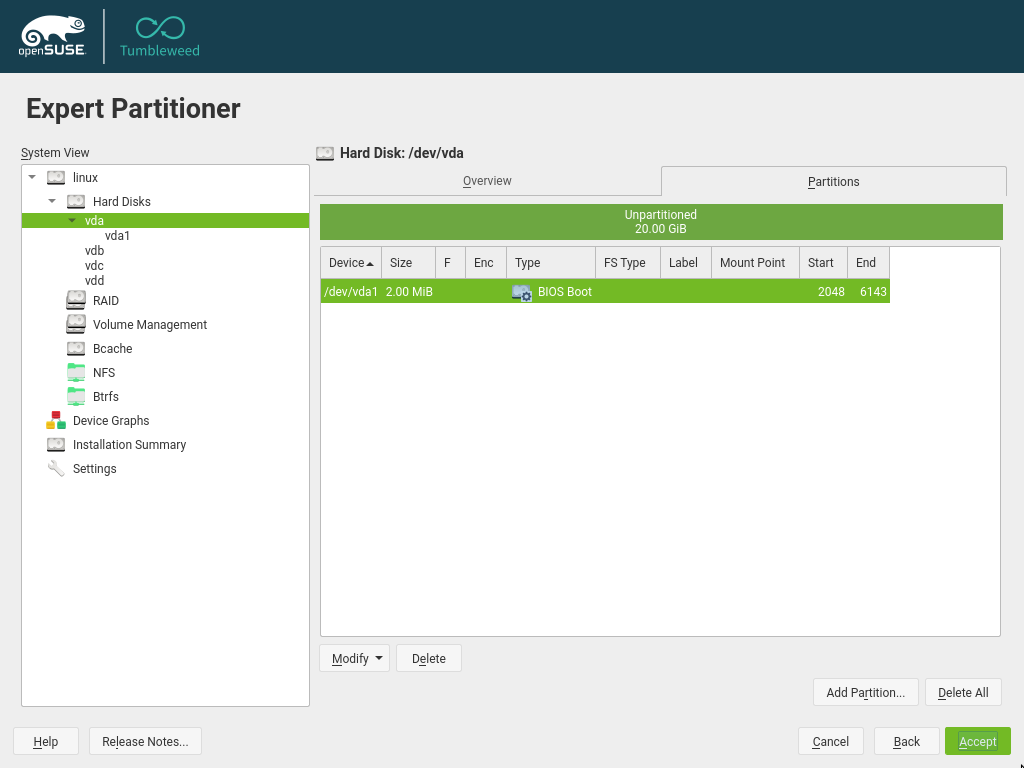 openSUSE
Tumbleweed
Expert Partitioner
System View
linux
Hard Disks
vda
vda1
vdb
vdc
vdd
RAID
Volume Management
Bcache
NFS
Btrfs
Device Graphs
Installation Summary
Settings
Hard Disk: /dev/vda
Overview Partitions
Unpartitioned
20.00 GiB
Device Size F Enc Type FS Type Label Mount Point Start End
/dev/vda1 2.00 MiB BIOS Boot 2048 6143
Modify Delete
Add Partition... Delete All
Help Release Notes... Cancel Back Accept